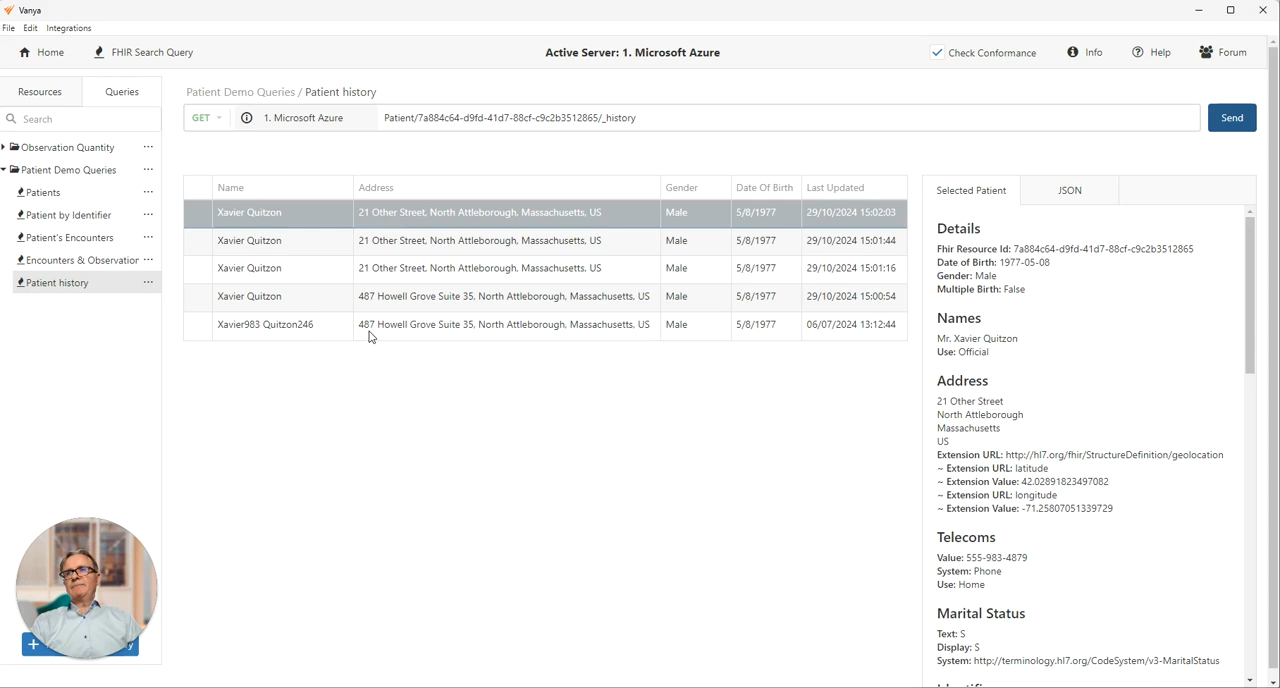 Vanya
File Edit Integrations
Home FHIR Search Query Active Server: 1. Microsoft Azure Check Conformance Info Help Forum
Resources Queries
Search
Observation Quantity ...
Patient Demo Queries ...
Patients ...
Patient by Identifier ...
Patient's Encounters ...
Encounters & Observation ...
Patient history ...
Patient Demo Queries / Patient history
GET 1. Microsoft Azure Patient/7a884c64-d9fd-41d7-88cf-c9c2b3512865/_history Send
Name Address Gender Date Of Birth Last Updated
Xavier Quitzon 21 Other Street, North Attleborough, Massachusetts, US Male 5/8/1977 29/10/2024 15:02:03
Xavier Quitzon 21 Other Street, North Attleborough, Massachusetts, US Male 5/8/1977 29/10/2024 15:01:44
Xavier Quitzon 21 Other Street, North Attleborough, Massachusetts, US Male 5/8/1977 29/10/2024 15:01:16
Xavier Quitzon 487 Howell Grove Suite 35, North Attleborough, Massachusetts, US Male 5/8/1977 29/10/2024 15:00:54
Xavier983 Quitzon246 487 Howell Grove Suite 35, North Attleborough, Massachusetts, US Male 5/8/1977 06/07/2024 13:12:44
Selected Patient JSON
Details
Fhir Resource Id: 7a884c64-d9fd-41d7-88cf-c9c2b3512865
Date of Birth: 1977-05-08
Gender: Male
Multiple Birth: False
Names
Mr. Xavier Quitzon
Use: Official
Address
21 Other Street
North Attleborough
Massachusetts
US
Extension URL: http://hl7.org/fhir/StructureDefinition/geolocation
~ Extension URL: latitude
~ Extension Value: 42.02891823497082
~ Extension URL: longitude
~ Extension Value: -71.25807051339729
Telecoms
Value: 555-983-4879
System: Phone
Use: Home
Marital Status
Text: S
Display: S
System: http://terminology.hl7.org/CodeSystem/v3-MaritalStatus